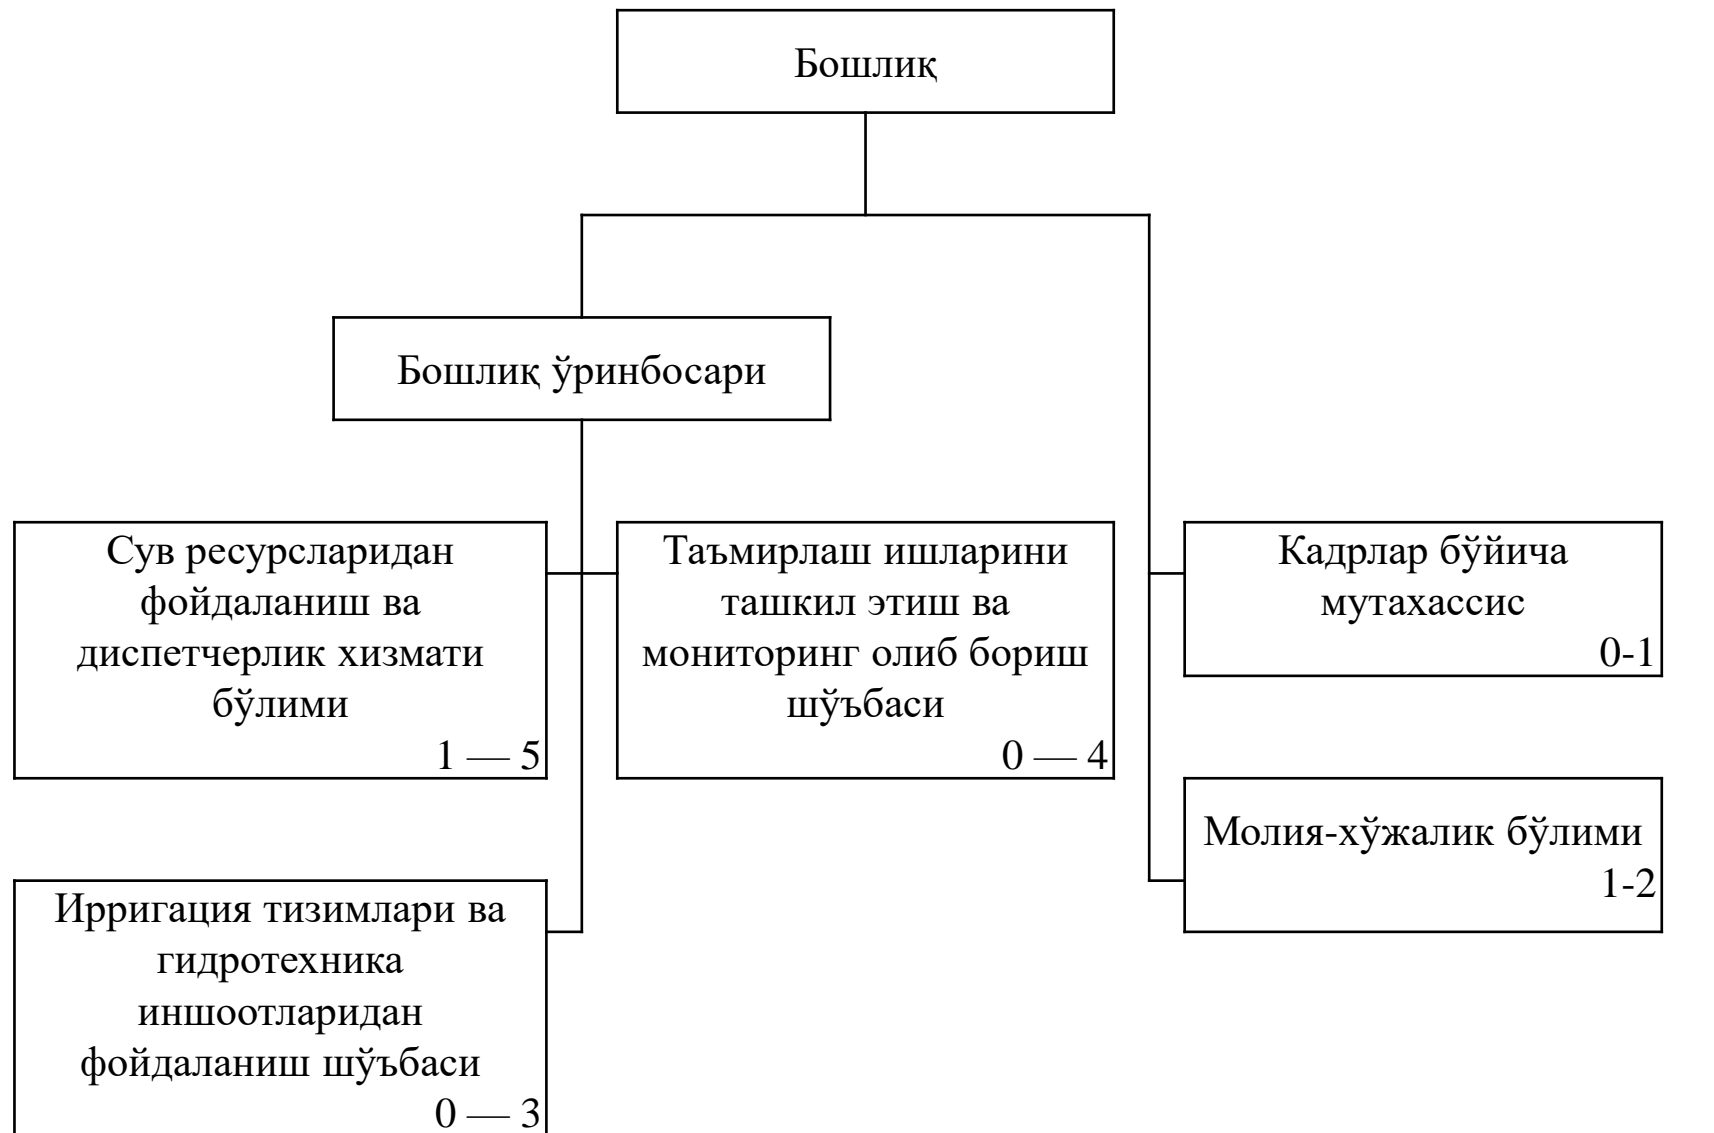 Бошлиқ
Бошлиқ ўринбосари
Сув ресурсларидан
фойдаланиш ва
диспетчерлик хизмати
бўлими
1 — 5
Таъмирлаш ишларини
ташкил этиш ва
мониторинг олиб бориш
шўъбаси
0 — 4
Кадрлар бўйича
мутахассис
0-1
Молия-хўжалик бўлими
1-2
Ирригация тизимлари ва
гидротехника
иншоотларидан
фойдаланиш шўъбаси
0 — 3